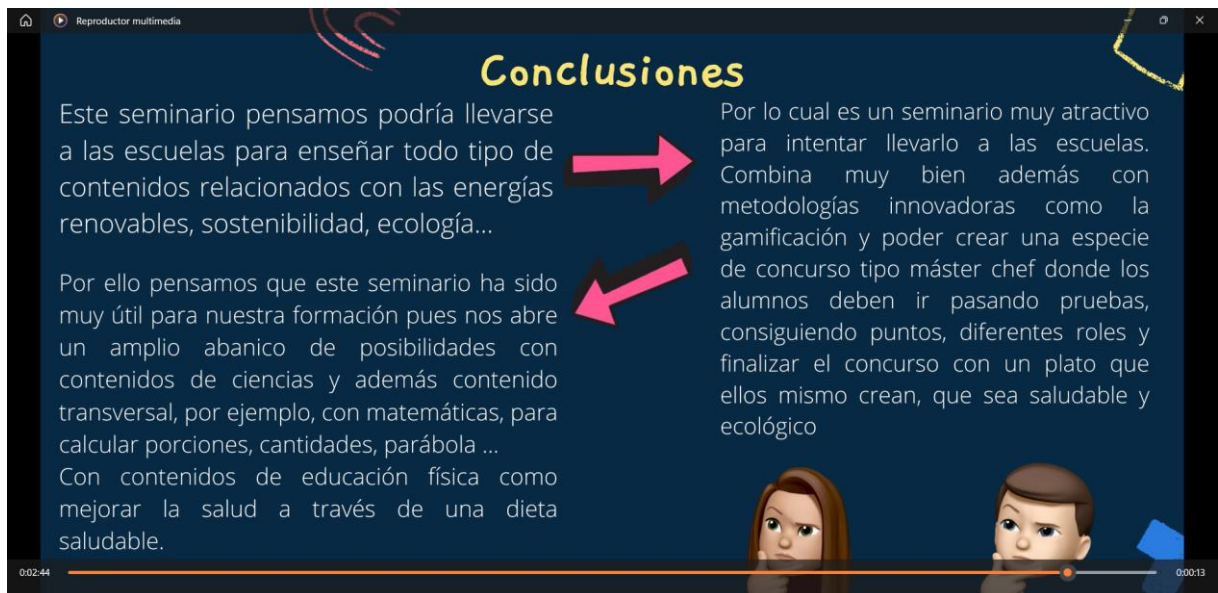 Reproductor multimedia
Conclusiones
Este seminario pensamos podría llevarse
a las escuelas para enseñar todo tipo de
contenidos relacionados con las energías
renovables, sostenibilidad, ecología...
Por lo cual es un seminario muy atractivo
para intentar llevarlo a las escuelas.
Combina muy bien además con
metodologías innovadoras como la
gamificación y poder crear una especie
de concurso tipo máster chef donde los
alumnos deben ir pasando pruebas,
consiguiendo puntos, diferentes roles y
finalizar el concurso con un plato que
ellos mismo crean, que sea saludable y
ecológico
Por ello pensamos que este seminario ha sido
muy útil para nuestra formación pues nos abre
un amplio abanico de posibilidades con
contenidos de ciencias y además contenido
transversal, por ejemplo, con matemáticas, para
calcular porciones, cantidades, parábola ...
Con contenidos de educación física como
mejorar la salud a través de una dieta
saludable.
0:02:44
0:00:13